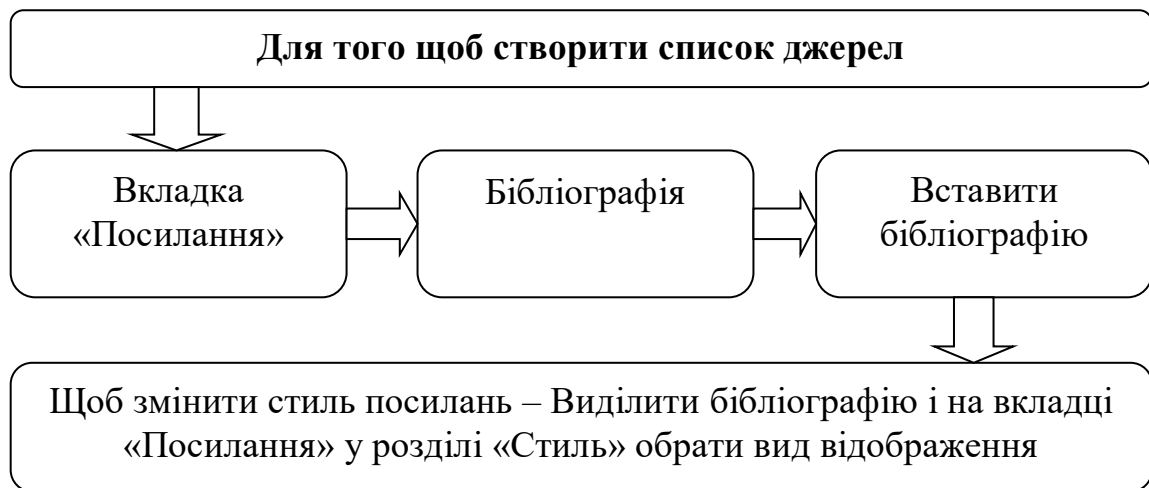 Для того щоб створити список джерел
Вкладка
«Посилання»
Бібліографія
Вставити
бібліографію
Щоб змінити стиль посилань – Виділити бібліографію і на вкладці
«Посилання» у розділі «Стиль» обрати вид відображення